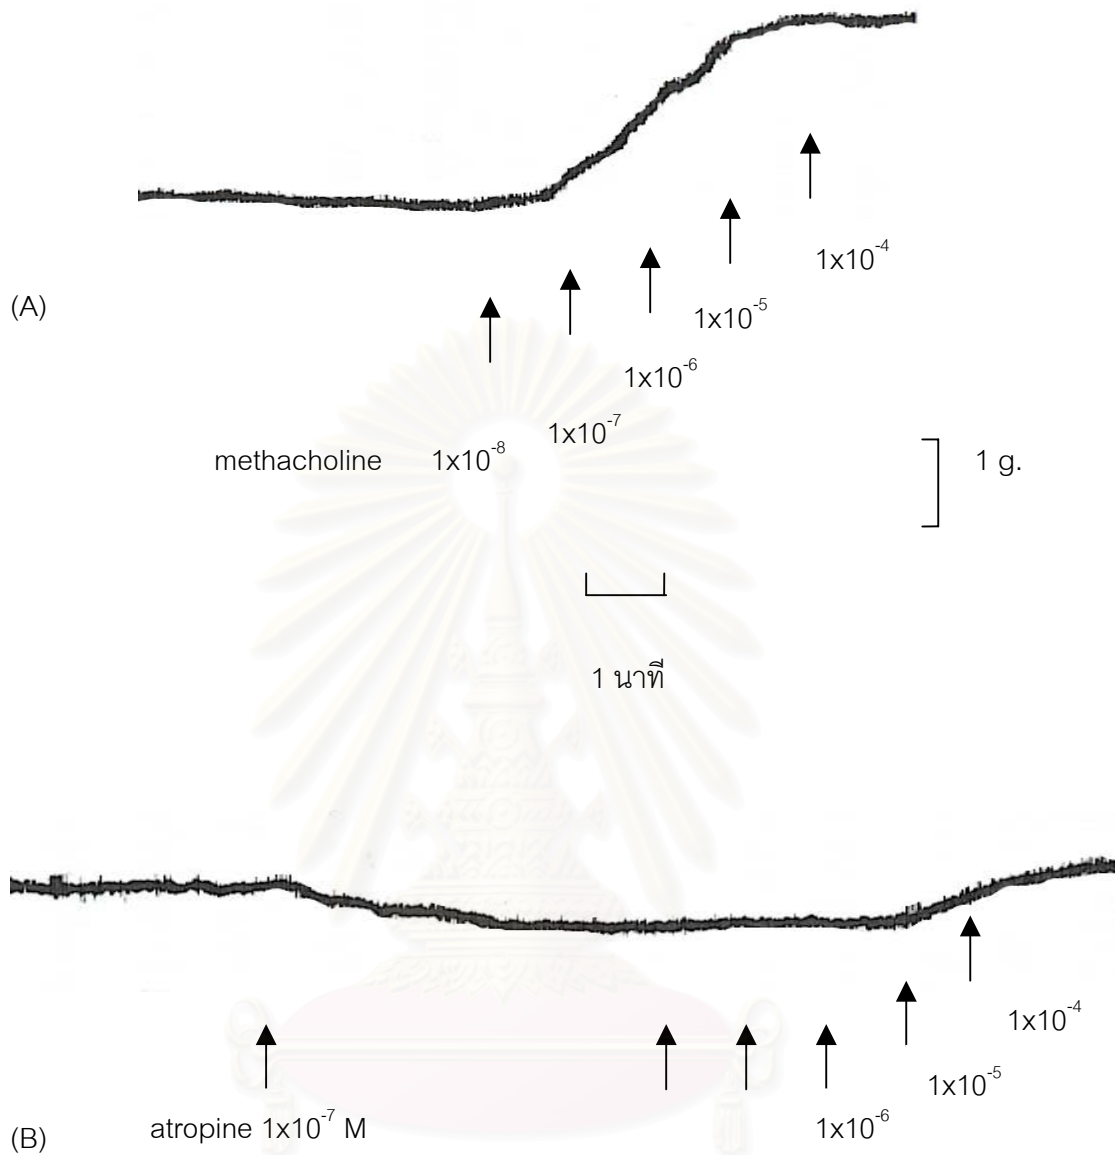 1x10⁻⁴
(A)
1x10⁻⁵
1x10⁻⁶
1x10⁻⁷
methacholine 1x10⁻⁸
1 g.
1 นาที
1x10⁻⁴
1x10⁻⁵
(B) atropine 1x10⁻⁷ M 1x10⁻⁶